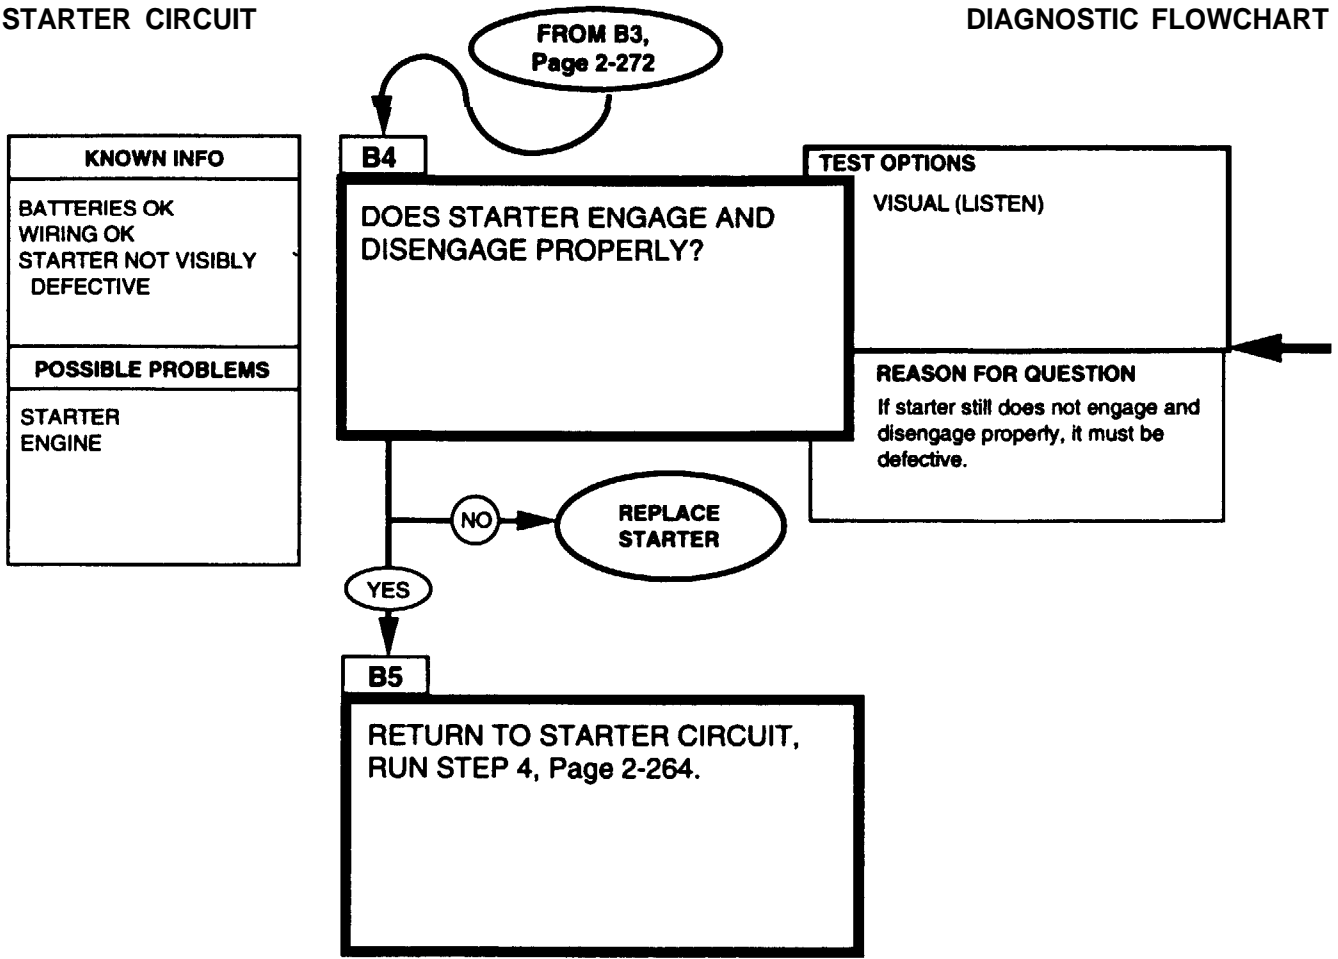 STARTER CIRCUIT
DIAGNOSTIC FLOWCHART
FROM B3,
Page 2-272
KNOWN INFO
BATTERIES OK
WIRING OK
STARTER NOT VISIBLY
DEFECTIVE
POSSIBLE PROBLEMS
STARTER
ENGINE
B4
DOES STARTER ENGAGE AND
DISENGAGE PROPERLY?
TEST OPTIONS
VISUAL (LISTEN)
REASON FOR QUESTION
If starter still does not engage and
disengage properly, it must be
defective.
NO
REPLACE
STARTER
YES
B5
RETURN TO STARTER CIRCUIT,
RUN STEP 4, Page 2-264.